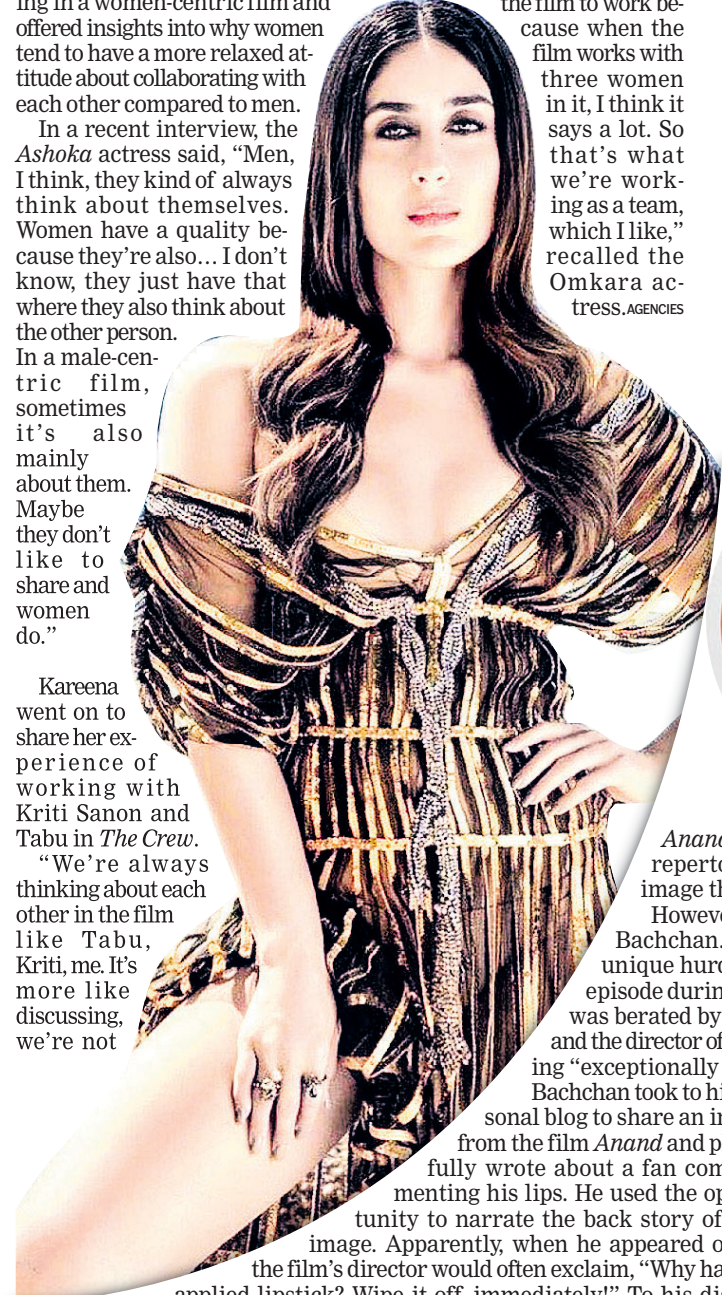 ing in a women-centric film and
offered insights into why women
tend to have a more relaxed at-
titude about collaborating with
each other compared to men.
In a recent interview, the
Ashoka actress said, “Men,
I think, they kind of always
think about themselves.
Women have a quality be-
cause they’re also... I don’t
know, they just have that
where they also think about
the other person.
In a male-cen-
tric film,
sometimes
it’s also
mainly
about them.
Maybe
they don’t
like to
share and
women
do.”
Kareena
went on to
share her ex-
perience of
working with
Kriti Sanon and
Tabu in The Crew.
“We’re always
thinking about each
other in the film
like Tabu,
Kriti, me. It’s
more like
discussing,
we’re not
the film to work be-
cause when the
film works with
three women
in it, I think it
says a lot. So
that’s what
we’re work-
ing as a team,
which I like,”
recalled the
Omkara ac-
tress. AGENCIES
Anand
image th
Bachchan.
unique
episode
was berated by
and the director of
ing “exceptionally
Bachchan took to
sonal blog to share an
from the film Anand and
fully wrote about a fan com
menting his lips. He used the
tunity to narrate the back story of
image. Apparently, when he appeared
the film’s director would often exclaim, “Why
applied lipstick? Wipe it off immediately!” To his